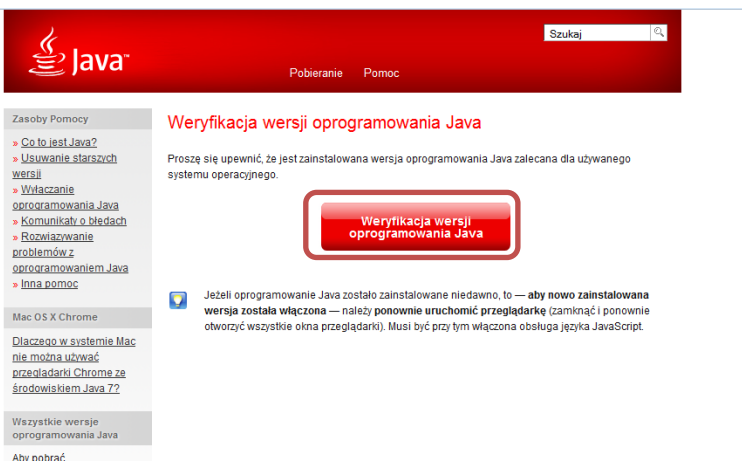 Szukaj
Java™
Pobieranie Pomoc
Zasoby Pomocy
» Co to jest Java?
» Usuwanie starszych
wersji
» Wyłączanie
oprogramowania Java
» Komunikaty o błędach
» Rozwiązywanie
problemów z
oprogramowaniem Java
» Inna pomoc
Mac OS X Chrome
Dlaczego w systemie Mac
nie można używać
przeglądarki Chrome ze
środowiskiem Java 7?
Wszystkie wersje
oprogramowania Java
Aby pobrać
Weryfikacja wersji oprogramowania Java
Proszę się upewnić, że jest zainstalowana wersja oprogramowania Java zalecana dla używanego
systemu operacyjnego.
Weryfikacja wersji
oprogramowania Java
Jeżeli oprogramowanie Java zostało zainstalowane niedawno, to — aby nowo zainstalowana
wersja została włączona — należy ponownie uruchomić przeglądarkę (zamknąć i ponownie
otworzyć wszystkie okna przeglądarki). Musi być przy tym włączona obsługa języka JavaScript.